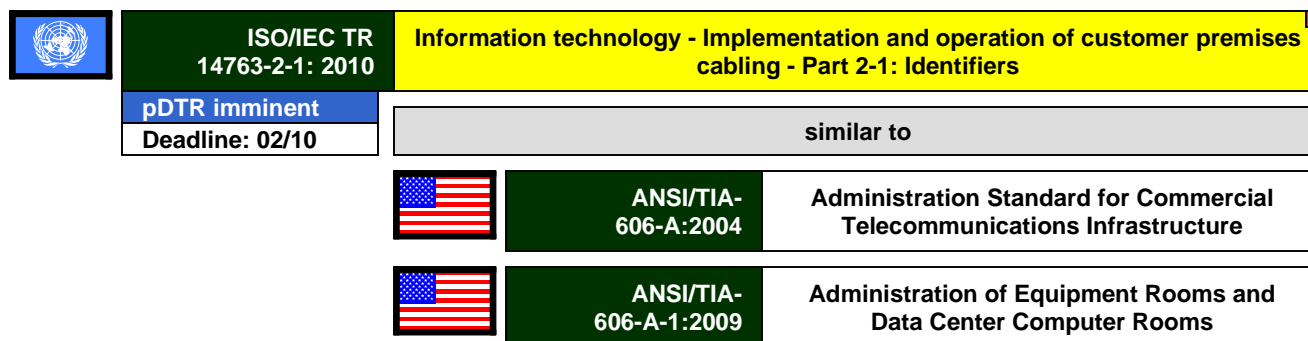 ISO/IEC TR
14763-2-1: 2010
Information technology - Implementation and operation of customer premises
cabling - Part 2-1: Identifiers
pDTR imminent
Deadline: 02/10
similar to
ANSI/TIA-
606-A:2004
Administration Standard for Commercial
Telecommunications Infrastructure
ANSI/TIA-
606-A-1:2009
Administration of Equipment Rooms and
Data Center Computer Rooms